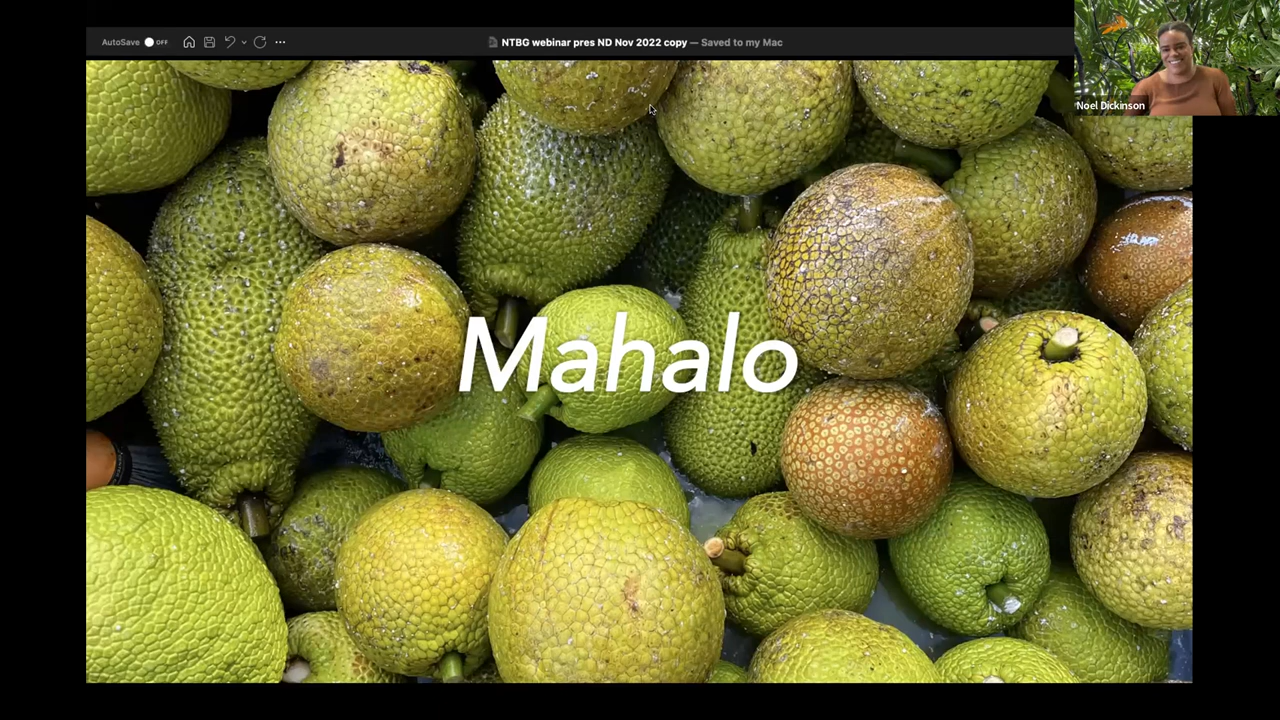 AutoSave OFF
NTBG webinar pres ND Nov 2022 copy — Saved to my Mac
Noel Dickinson
Mahalo